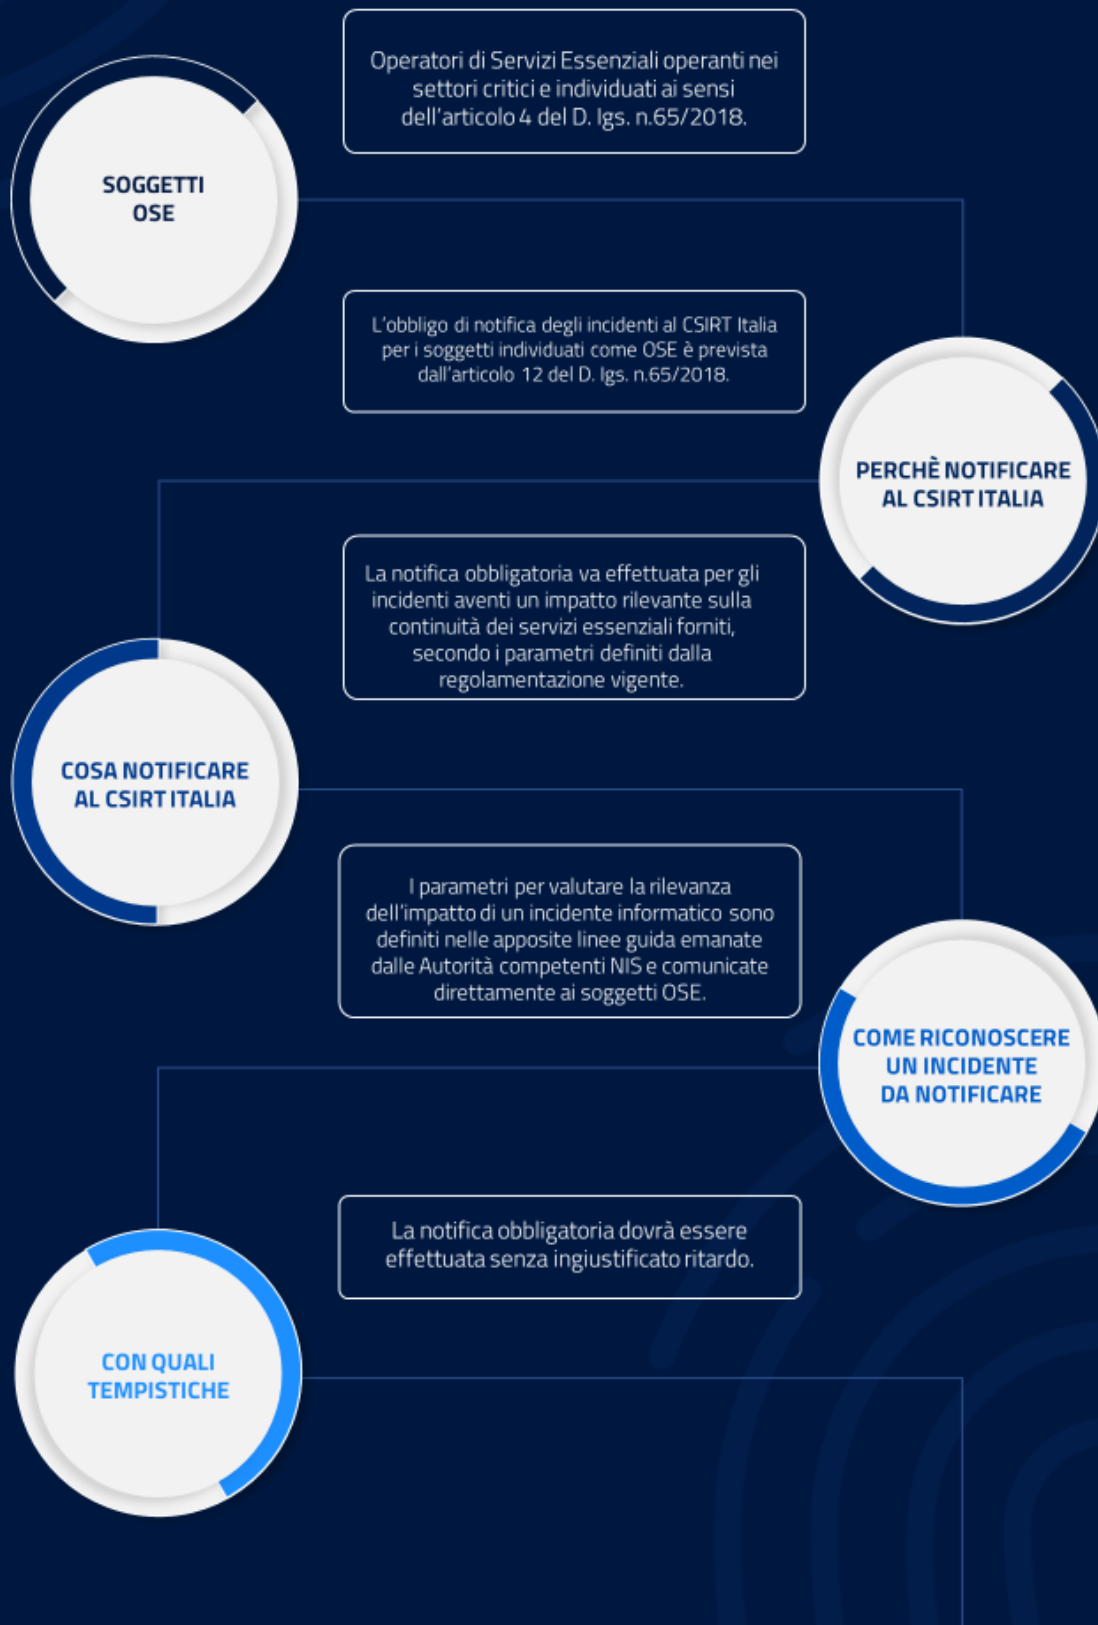 Operatori di Servizi Essenziali operanti nei
settori critici e individuati ai sensi
dell'articolo 4 del D. lgs. n.65/2018.
SOGGETTI
OSE
L'obbligo di notifica degli incidenti al CSIRT Italia
per i soggetti individuati come OSE è prevista
dall'articolo 12 del D. lgs. n.65/2018.
PERCHÈ NOTIFICARE
AL CSIRT ITALIA
La notifica obbligatoria va effettuata per gli
incidenti aventi un impatto rilevante sulla
continuità dei servizi essenziali forniti,
secondo i parametri definiti dalla
regolamentazione vigente.
COSA NOTIFICARE
AL CSIRT ITALIA
I parametri per valutare la rilevanza
dell'impatto di un incidente informatico sono
definiti nelle apposite linee guida emanate
dalle Autorità competenti NIS e comunicate
direttamente ai soggetti OSE.
COME RICONOSCERE
UN INCIDENTE
DA NOTIFICARE
La notifica obbligatoria dovrà essere
effettuata senza ingiustificato ritardo.
CON QUALI
TEMPISTICHE